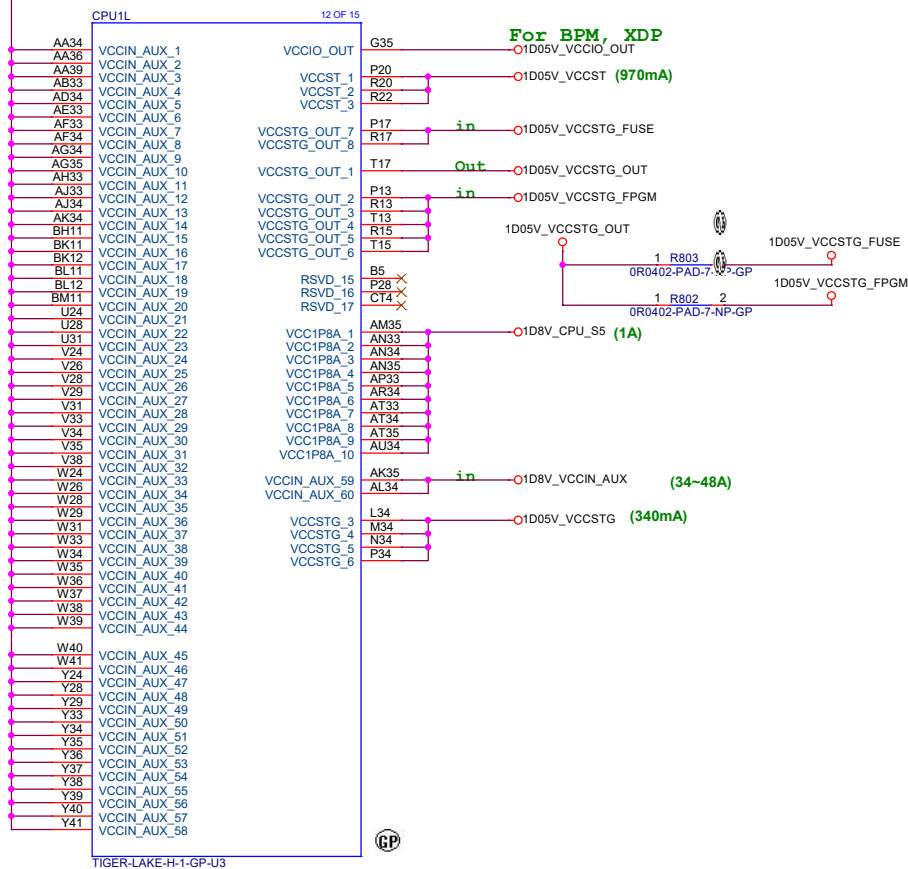 CPU1L 12 OF 15
For BPM, XDP
AA34 VCCIN_AUX_1
AA36 VCCIN_AUX_2
AA39 VCCIN_AUX_3
AB33 VCCIN_AUX_4
AD34 VCCIN_AUX_5
AE33 VCCIN_AUX_6
AF33 VCCIN_AUX_7
AF34 VCCIN_AUX_8
AG34 VCCIN_AUX_9
AG35 VCCIN_AUX_10
AH33 VCCIN_AUX_11
AJ33 VCCIN_AUX_12
AJ34 VCCIN_AUX_13
AK34 VCCIN_AUX_14
BH11 VCCIN_AUX_15
BK11 VCCIN_AUX_16
BK12 VCCIN_AUX_17
BL11 VCCIN_AUX_18
BL12 VCCIN_AUX_19
BM11 VCCIN_AUX_20
U24 VCCIN_AUX_21
U28 VCCIN_AUX_22
U31 VCCIN_AUX_23
V24 VCCIN_AUX_24
V26 VCCIN_AUX_25
V28 VCCIN_AUX_26
V29 VCCIN_AUX_27
V31 VCCIN_AUX_28
V33 VCCIN_AUX_29
V34 VCCIN_AUX_30
V35 VCCIN_AUX_31
V38 VCCIN_AUX_32
W24 VCCIN_AUX_33
W26 VCCIN_AUX_34
W28 VCCIN_AUX_35
W29 VCCIN_AUX_36
W31 VCCIN_AUX_37
W33 VCCIN_AUX_38
W34 VCCIN_AUX_39
W35 VCCIN_AUX_40
W36 VCCIN_AUX_41
W37 VCCIN_AUX_42
W38 VCCIN_AUX_43
W39 VCCIN_AUX_44
W40 VCCIN_AUX_45
W41 VCCIN_AUX_46
Y24 VCCIN_AUX_47
Y28 VCCIN_AUX_48
Y29 VCCIN_AUX_49
Y33 VCCIN_AUX_50
Y34 VCCIN_AUX_51
Y35 VCCIN_AUX_52
Y36 VCCIN_AUX_53
Y37 VCCIN_AUX_54
Y38 VCCIN_AUX_55
Y39 VCCIN_AUX_56
Y40 VCCIN_AUX_57
Y41 VCCIN_AUX_58
VCCIO_OUT G35 1D05V_VCCIO_OUT
VCCST_1 P20 1D05V_VCCST (970mA)
VCCST_2 R20
VCCST_3 R22
VCCSTG_OUT_7 P17 in 1D05V_VCCSTG_FUSE
VCCSTG_OUT_8 R17
VCCSTG_OUT_1 T17 Out 1D05V_VCCSTG_OUT
VCCSTG_OUT_2 P13 in 1D05V_VCCSTG_FPGM
VCCSTG_OUT_3 R13
VCCSTG_OUT_4 T13
VCCSTG_OUT_5 R15
VCCSTG_OUT_6 T15
RSVD_15 B5
RSVD_16 P28
RSVD_17 CT4
VCC1P8A_1 AM35 1D8V_CPU_S5 (1A)
VCC1P8A_2 AN33
VCC1P8A_3 AN34
VCC1P8A_4 AN35
VCC1P8A_5 AP33
VCC1P8A_6 AR34
VCC1P8A_7 AT33
VCC1P8A_8 AT34
VCC1P8A_9 AT35
VCC1P8A_10 AU34
VCCIN_AUX_59 AK35 in 1D8V_VCCIN_AUX (34~48A)
VCCIN_AUX_60 AL34
VCCSTG_3 L34 1D05V_VCCSTG (340mA)
VCCSTG_4 M34
VCCSTG_5 N34
VCCSTG_6 P34
1D05V_VCCSTG_OUT
1D05V_VCCSTG_FUSE
1 R803
0R0402-PAD-7-NP-GP
1D05V_VCCSTG_FPGM
1 R802 2
0R0402-PAD-7-NP-GP
GP
TIGER-LAKE-H-1-GP-U3